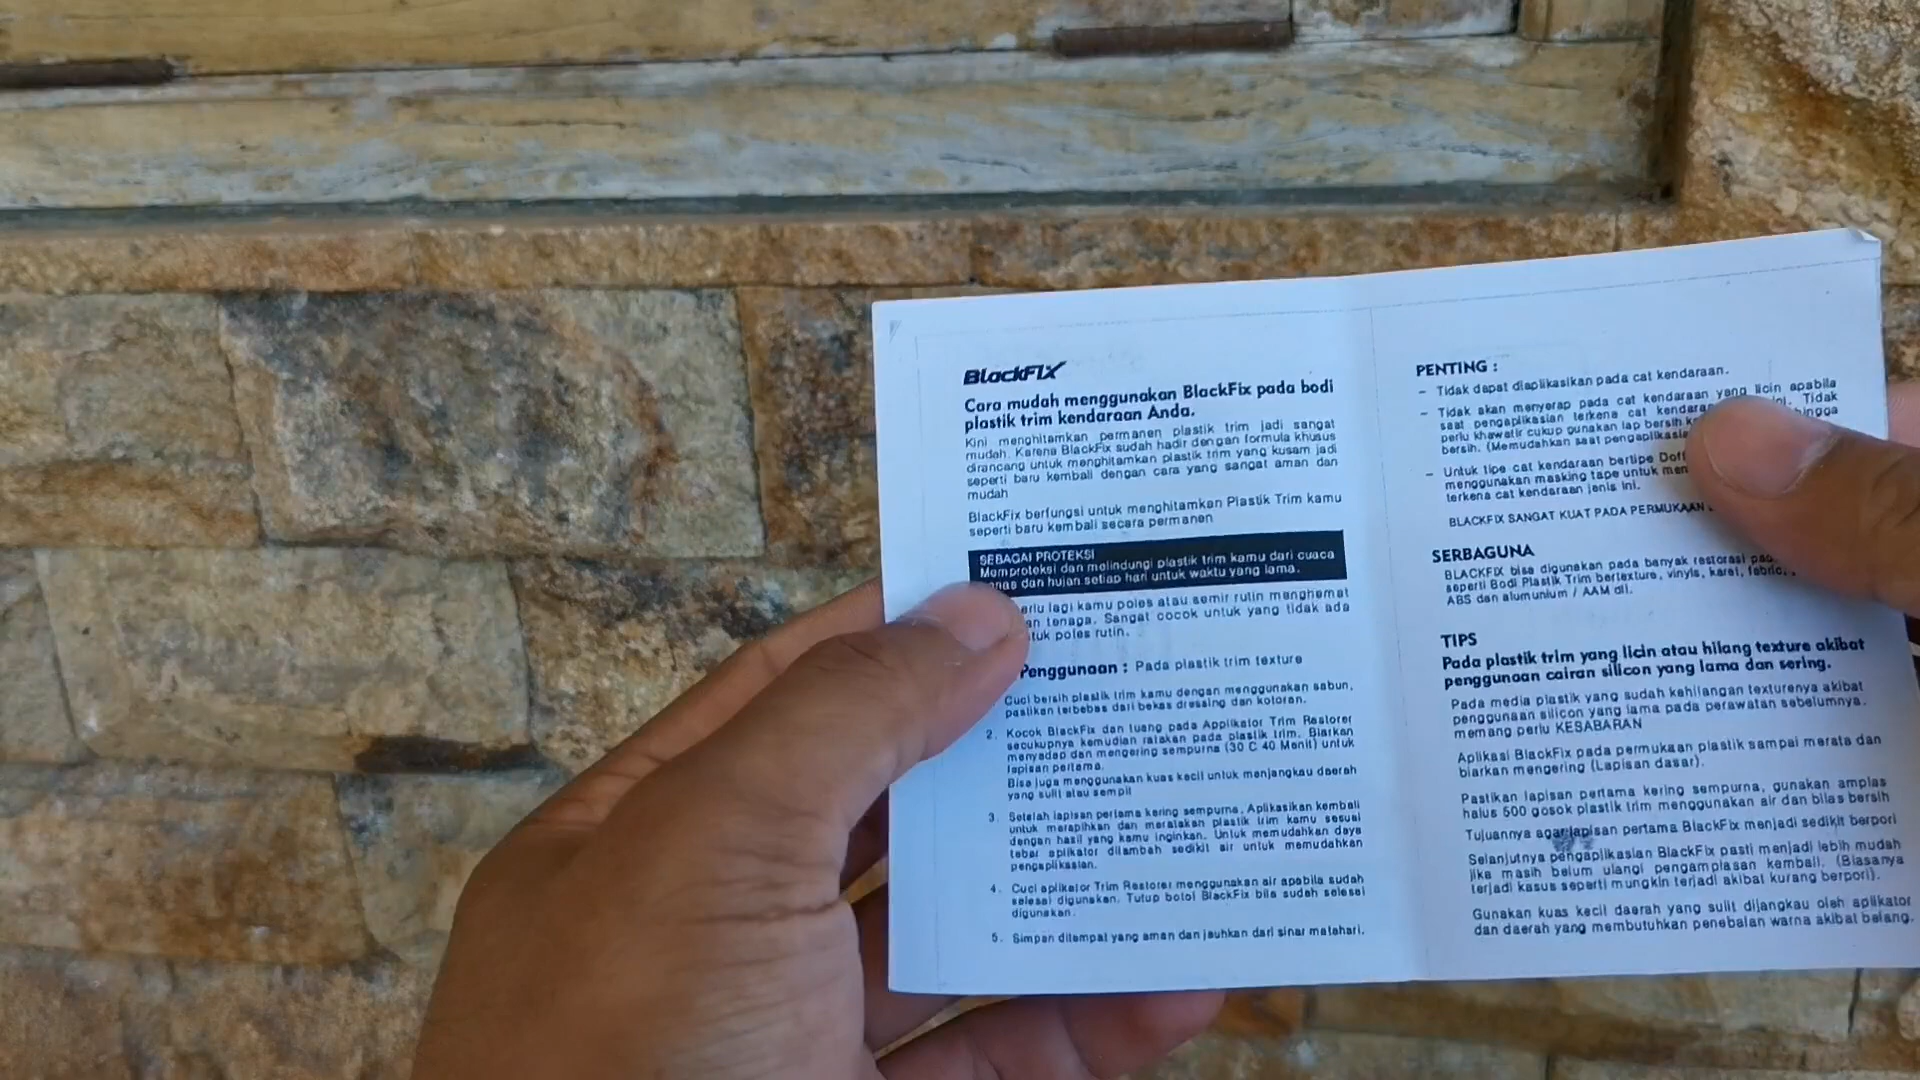 BlackFIX
Cara mudah menggunakan BlackFix pada bodi
plastik trim kendaraan Anda.
Kini menghitamkan permanen plastik trim jadi sangat
mudah. Karena BlackFix sudah hadir dengan formula khusus
dirancang untuk menghitamkan plastik trim yang kusam jadi
seperti baru kembali dengan cara yang sangat aman dan
mudah
BlackFix berfungsi untuk menghitamkan Plastik Trim kamu
seperti baru kembali secara permanen
SEBAGAI PROTEKSI
Memproteksi dan melindungi plastik trim kamu dari cuaca
dan hujan setiap hari untuk waktu yang lama.
lagi kamu poles atau semir rutin menghemat
tenaga. Sangat cocok untuk yang tidak ada
poles rutin.
Penggunaan : Pada plastik trim texture
Cuci bersih plastik trim kamu dengan menggunakan sabun,
pastikan terbebas dari bekas dressing dan kotoran.
2. Kocok BlackFix dan tuang pada Applikator Trim Restorer
secukupnya kemudian ratakan pada plastik trim. Biarkan
menyadap dan mengering sempurna (30 C 40 Menit) untuk
lapisan pertama.
Bisa juga menggunakan kuas kecil untuk menjangkau daerah
yang sulit atau sempit
3. Setelah lapisan pertama kering sempurna, Aplikasikan kembali
untuk merapihkan dan meratakan plastik trim kamu sesuai
dengan hasil yang kamu inginkan. Untuk memudahkan daya
tebar aplikator ditambah sedikit air untuk memudahkan
pengaplikasian.
4. Cuci aplikator Trim Restorer menggunakan air apabila sudah
selesai digunakan. Tutup botol BlackFix bila sudah selesai
digunakan.
5. Simpan ditempat yang aman dan jauhkan dari sinar matahari.
PENTING :
- Tidak dapat diaplikasikan pada cat kendaraan.
- Tidak akan menyerap pada cat kendaraan yang licin apabila
saat pengaplikasian terkena cat ini. Tidak
perlu khawatir cukup gunakan lap bersih hingga
bersih. (Memudahkan saat
- Untuk tipe cat kendaraan bertipe Doff
menggunakan masking tape untuk
terkena cat kendaraan jenis ini.
BLACKFIX SANGAT KUAT PADA PERMUKAAN
SERBAGUNA
BLACKFIX bisa digunakan pada banyak restorasi
seperti Bodi Plastik Trim bertexture, vinyls, karet, fabric,
ABS dan alumunium / AAM dll.
TIPS
Pada plastik trim yang licin atau hilang texture akibat
penggunaan cairan silicon yang lama dan sering.
Pada media plastik yang sudah kehilangan texturenya akibat
penggunaan silicon yang lama pada perawatan sebelumnya.
memang perlu KESABARAN
Aplikasi BlackFix pada permukaan plastik sampai merata dan
biarkan mengering (Lapisan dasar).
Pastikan lapisan pertama kering sempurna, gunakan amplas
halus 500 gosok plastik trim menggunakan air dan bilas bersih
Tujuannya agar lapisan pertama BlackFix menjadi sedikit berpori
Selanjutnya pengaplikasian BlackFix pasti menjadi lebih mudah
jika masih belum ulangi pengamplasan kembali. (Biasanya
terjadi kasus seperti mungkin terjadi akibat kurang berpori).
Gunakan kuas kecil daerah yang sulit dijangkau oleh aplikator
dan daerah yang membutuhkan penebalan warna akibat belang.